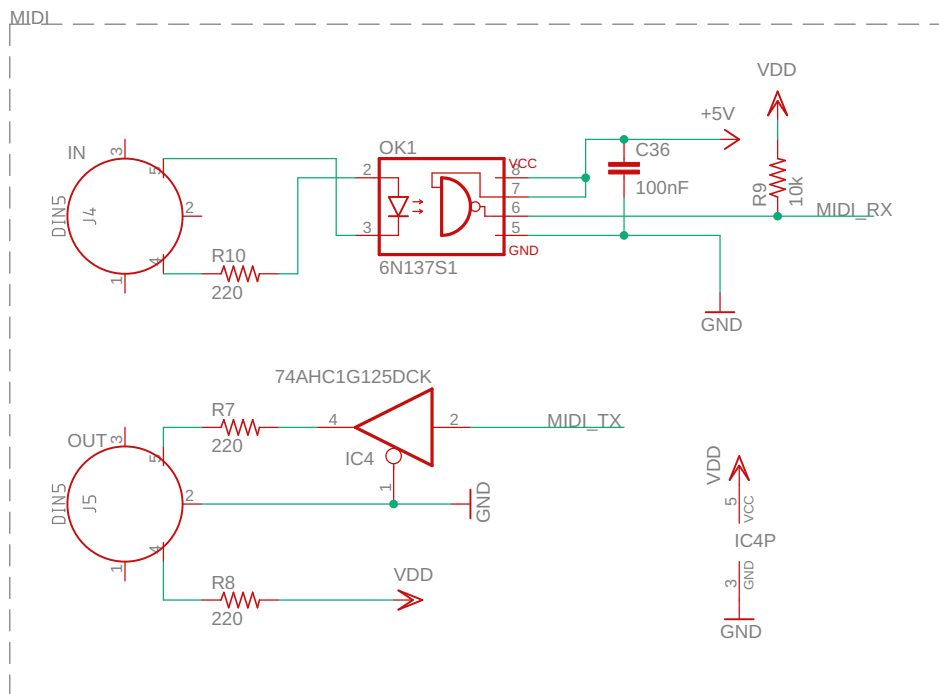 MIDI
VDD
+5V
IN
3
5
OK1
VCC
8
C36
2
7
100nF
R9
10k
DIN5
J4
2
6
MIDI_RX
3
5
GND
4
R10
1
220
6N137S1
GND
74AHC1G125DCK
R7
4
2
MIDI_TX
OUT
3
5
220
IC4
VDD
1
5
VCC
DIN5
J5
2
GND
IC4P
4
1
R8
VDD
3
GND
220
GND